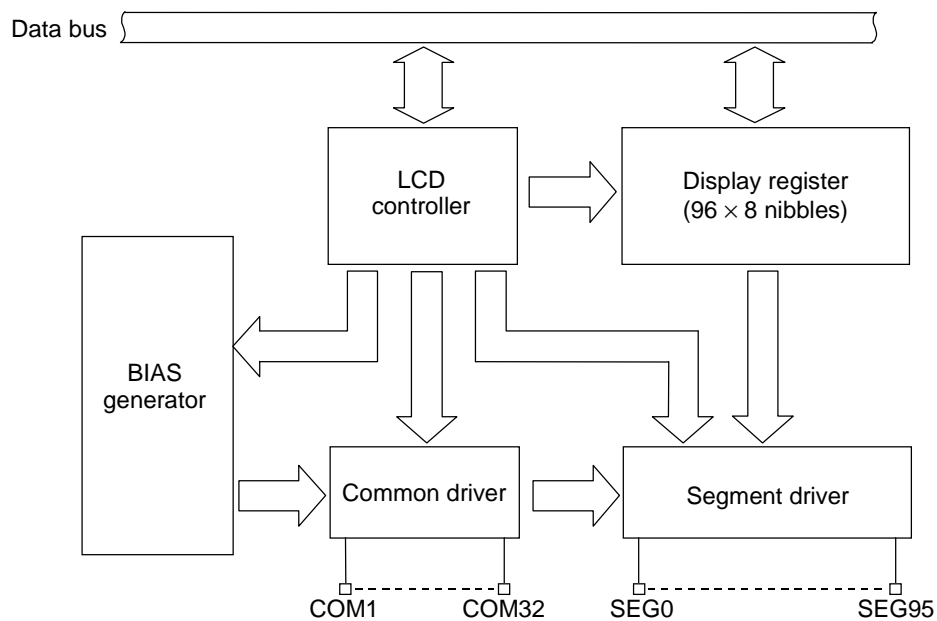 Data bus
LCD
controller
Display register
(96 × 8 nibbles)
BIAS
generator
Common driver
Segment driver
COM1
COM32
SEG0
SEG95